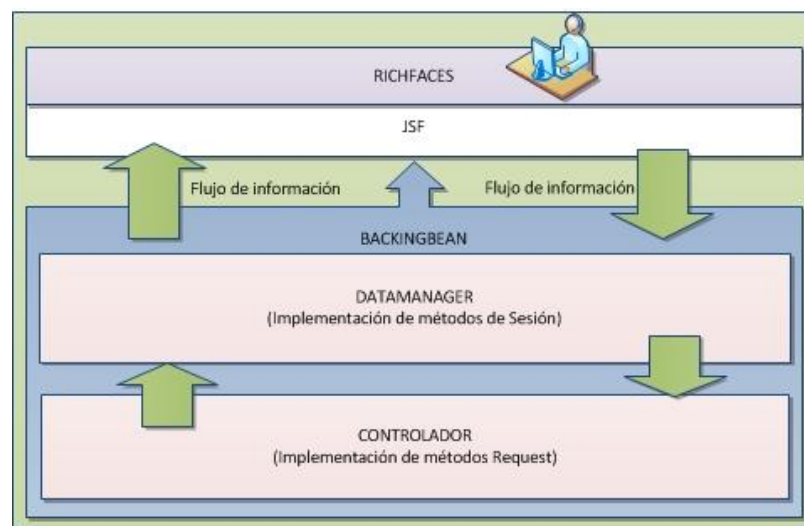 RICHFACES
JSF
Flujo de información
Flujo de información
BACKINGBEAN
DATAMANAGER
(Implementación de métodos de Sesión)
CONTROLADOR
(Implementación de métodos Request)